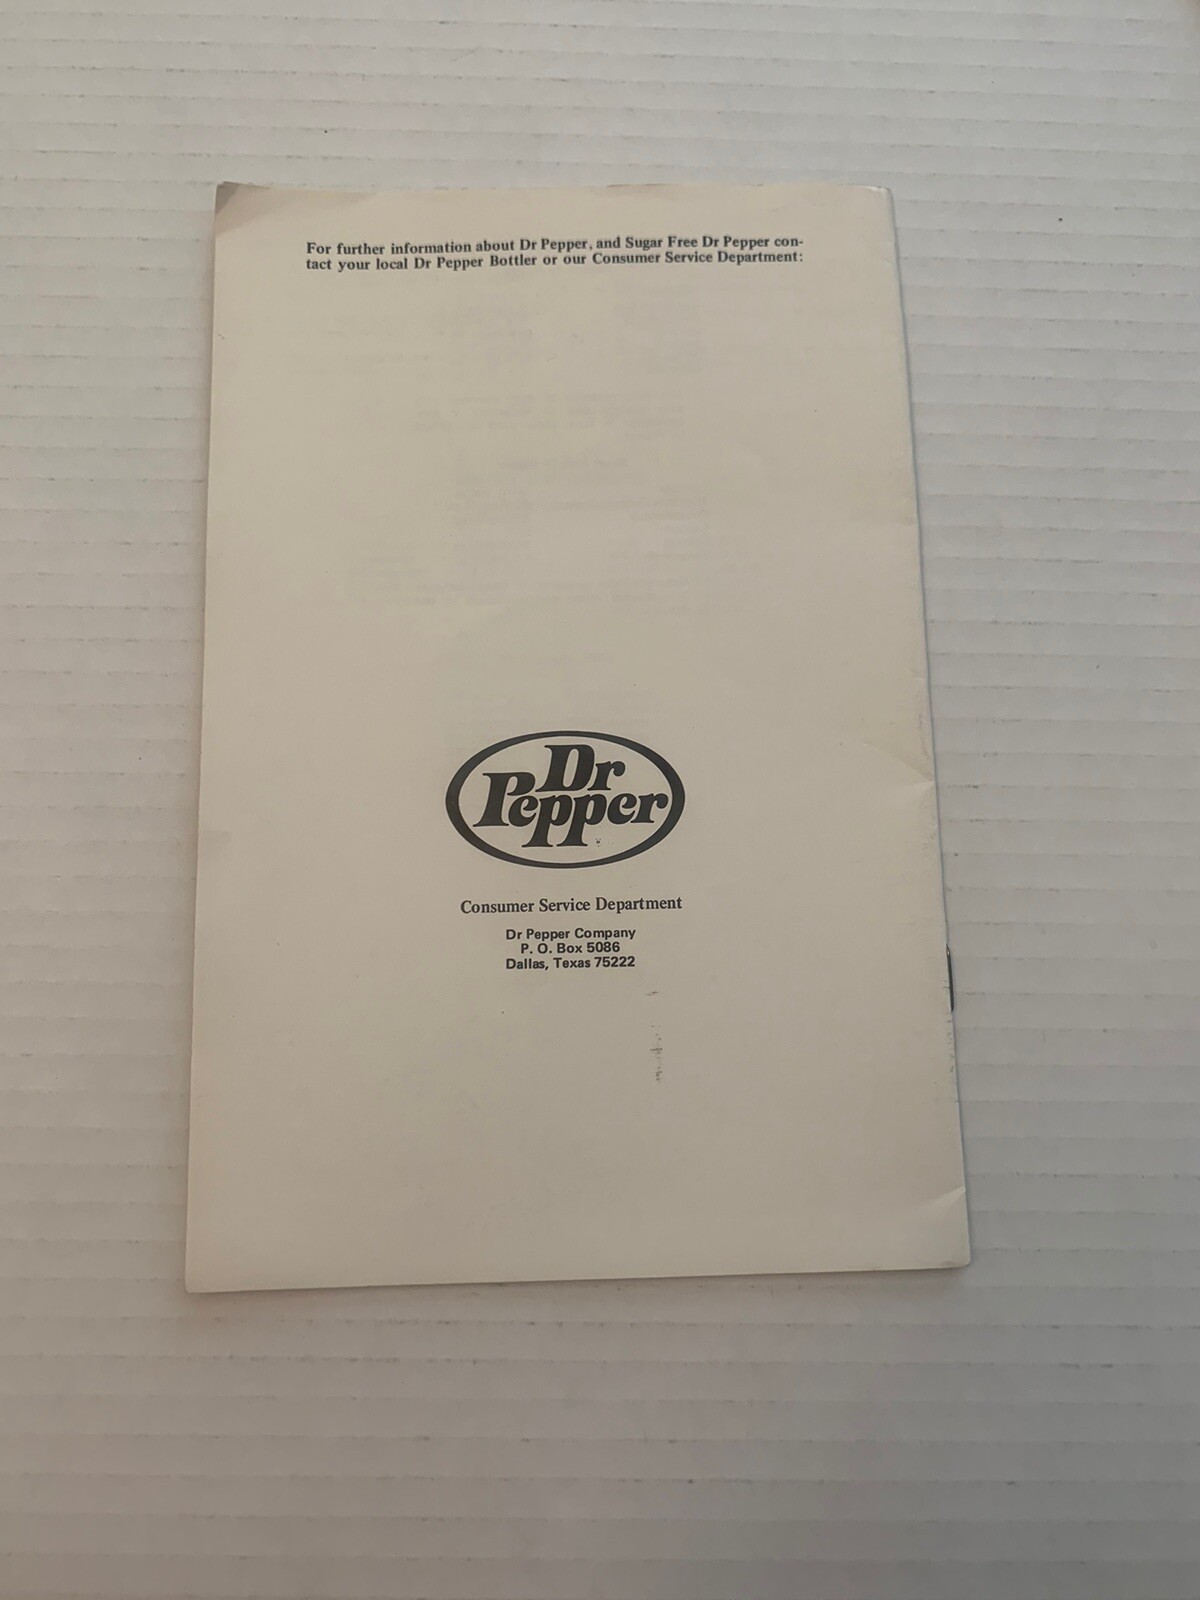 For further information about Dr Pepper, and Sugar Free Dr Pepper con-
tact your local Dr Pepper Bottler or our Consumer Service Department:
Dr
Pepper
Consumer Service Department
Dr Pepper Company
P. O. Box 5086
Dallas, Texas 75222